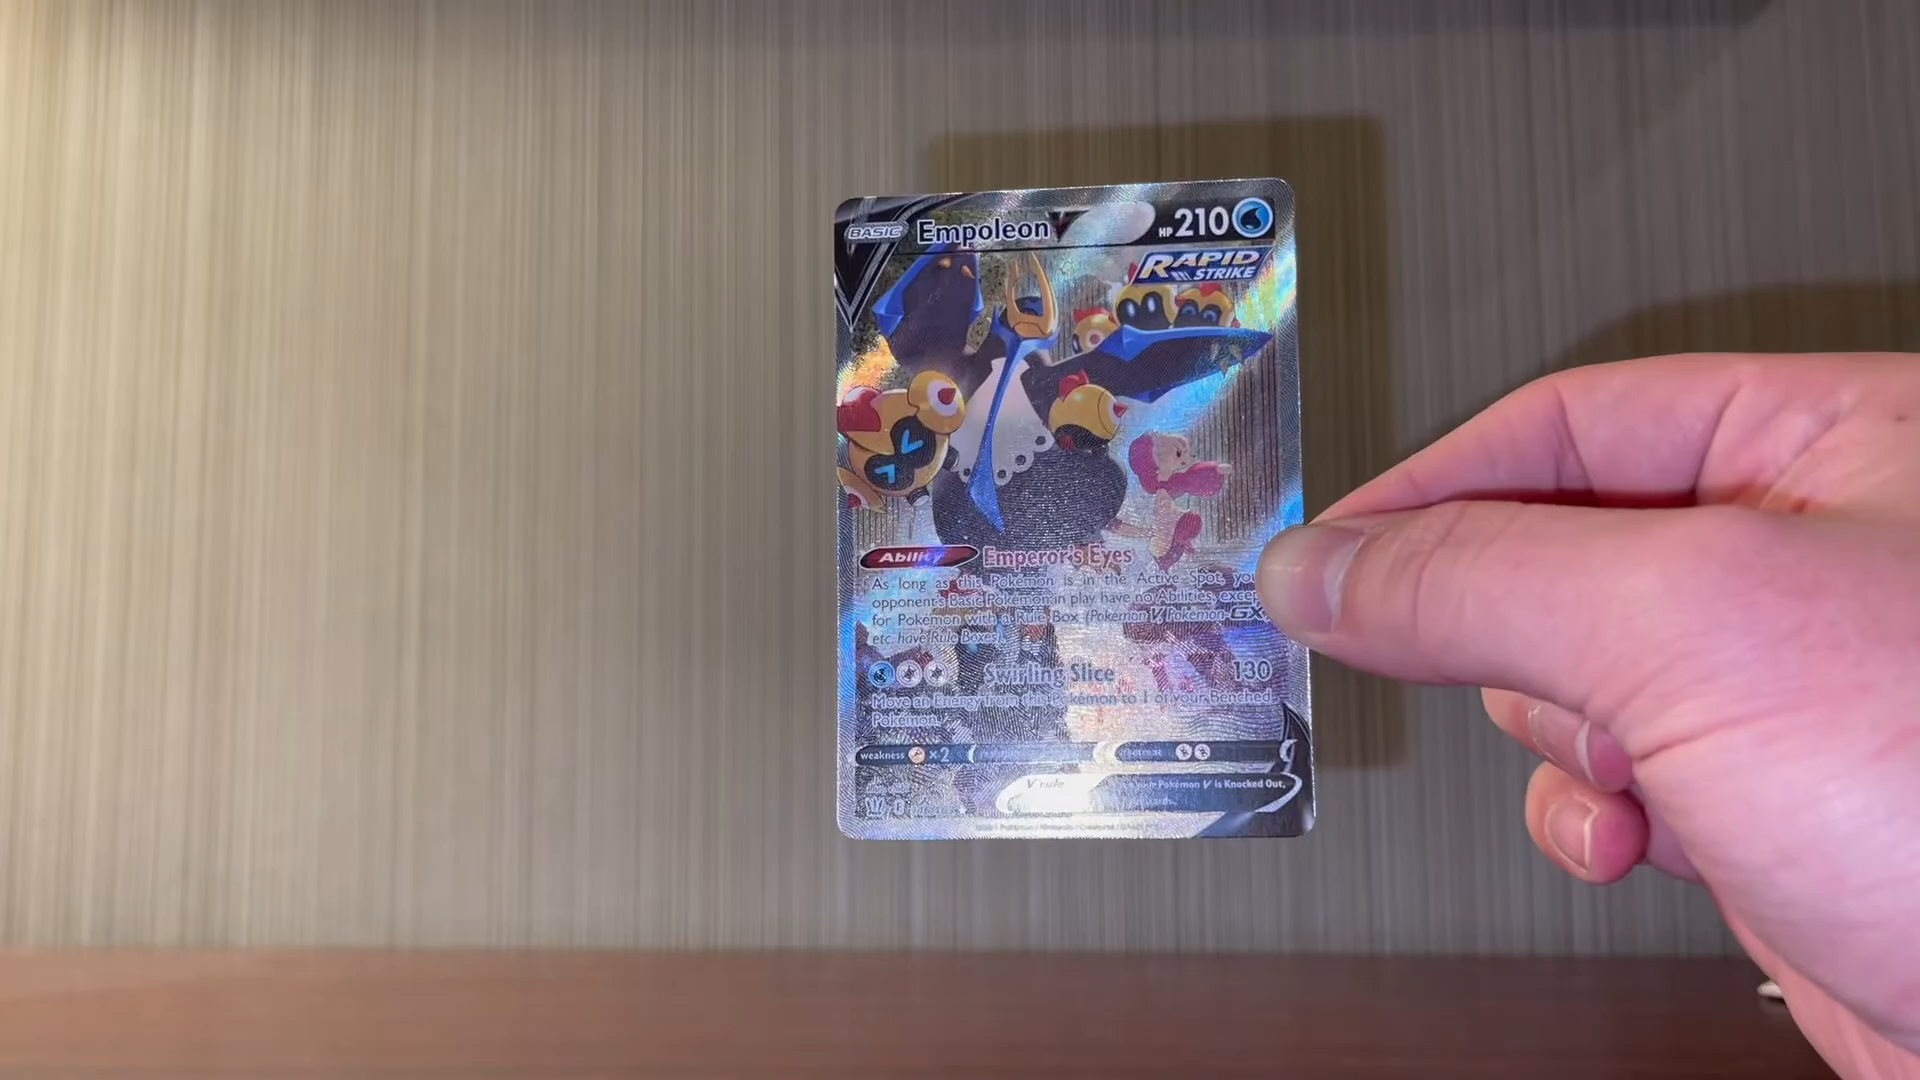 BASIC Empoleon V HP 210
RAPID
STRIKE
Ability Emperor's Eyes
As long as this Pokémon is in the Active Spot, you
opponent's Basic Pokémon in play have no Abilities, excep
for Pokémon with a Rule Box (Pokémon V, Pokémon-GX,
etc. have Rule Boxes).
Swirling Slice 130
Move an Energy from this Pokémon to 1 of your Benched
Pokémon.
weakness ×2
V rule Pokémon V is Knocked Out,